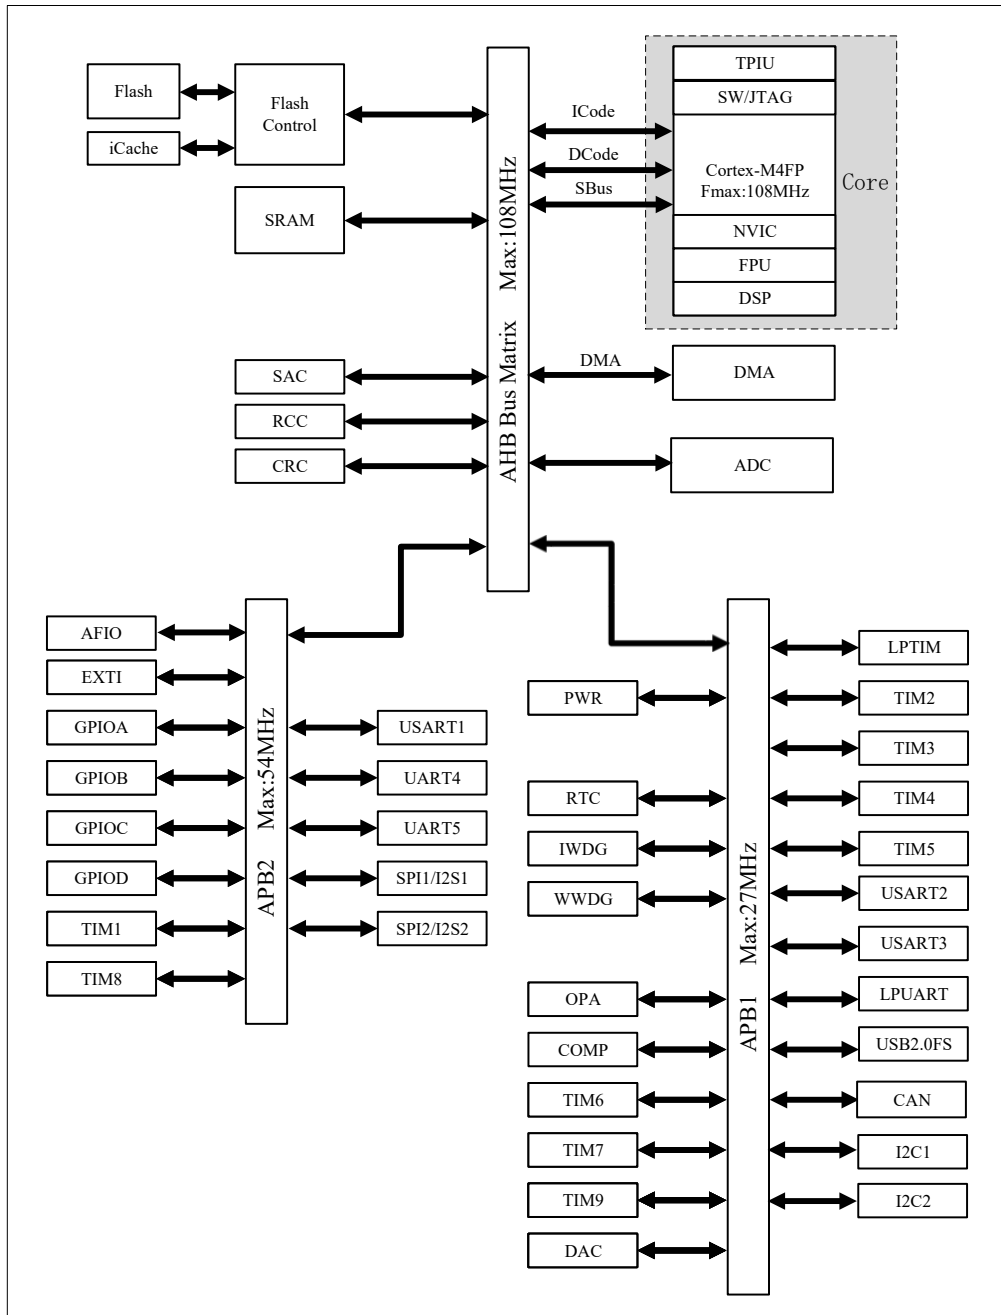 TPIU
Flash
Flash
Control
SW/JTAG
ICode
iCache
DCode
Cortex-M4FP
Fmax:108MHz
Core
SBus
SRAM
NVIC
FPU
DSP
AHB Bus Matrix Max:108MHz
SAC
DMA
DMA
RCC
CRC
ADC
AFIO
EXTI
GPIOA
USART1
GPIOB
UART4
GPIOC
UART5
GPIOD
SPI1/I2S1
TIM1
SPI2/I2S2
TIM8
APB2 Max:54MHz
LPTIM
PWR
TIM2
TIM3
RTC
TIM4
IWDG
TIM5
WWDG
USART2
USART3
OPA
LPUART
COMP
USB2.0FS
TIM6
CAN
TIM7
I2C1
TIM9
I2C2
DAC
APB1 Max:27MHz